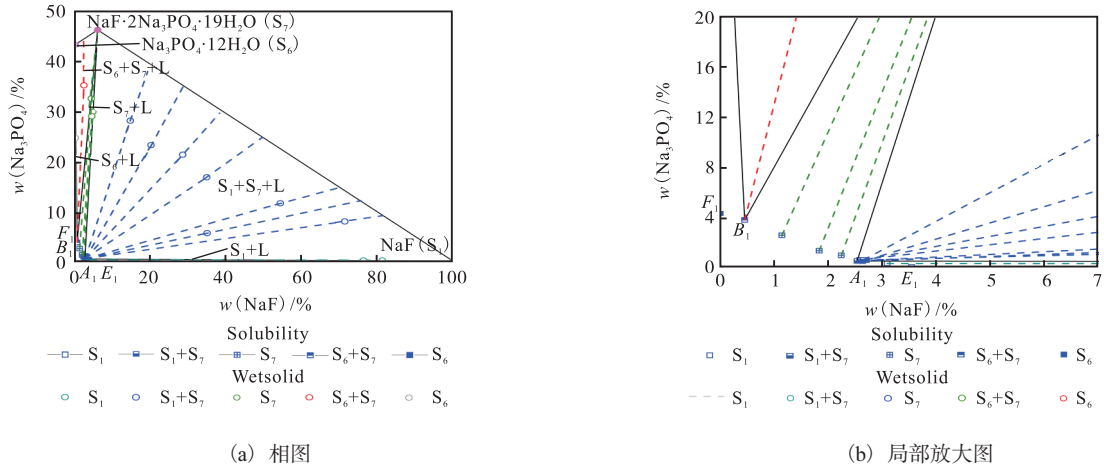 50
40
30
20
10
0
w(Na₃PO₄)/%
NaF·2Na₃PO₄·19H₂O (S₇)
Na₃PO₄·12H₂O (S₆)
S₆+S₇+L
S₇+L
S₆+L
S₁+S₇+L
S₁+L
NaF(S₁)
F₁
B₁
A₁ E₁
0 20 40 60 80 100
w(NaF)/%
Solubility
S₁ S₁+S₇ S₇ S₆+S₇ S₆
Wetsolid
S₁ S₁+S₇ S₇ S₆+S₇ S₆
(a) 相图
20
16
12
8
4
0
w(Na₃PO₄)/%
F₁
B₁
A₁ E₁
0 1 2 3 4 5 6 7
w(NaF)/%
Solubility
S₁ S₁+S₇ S₇ S₆+S₇ S₆
Wetsolid
S₁ S₁+S₇ S₇ S₆+S₇ S₆
(b) 局部放大图